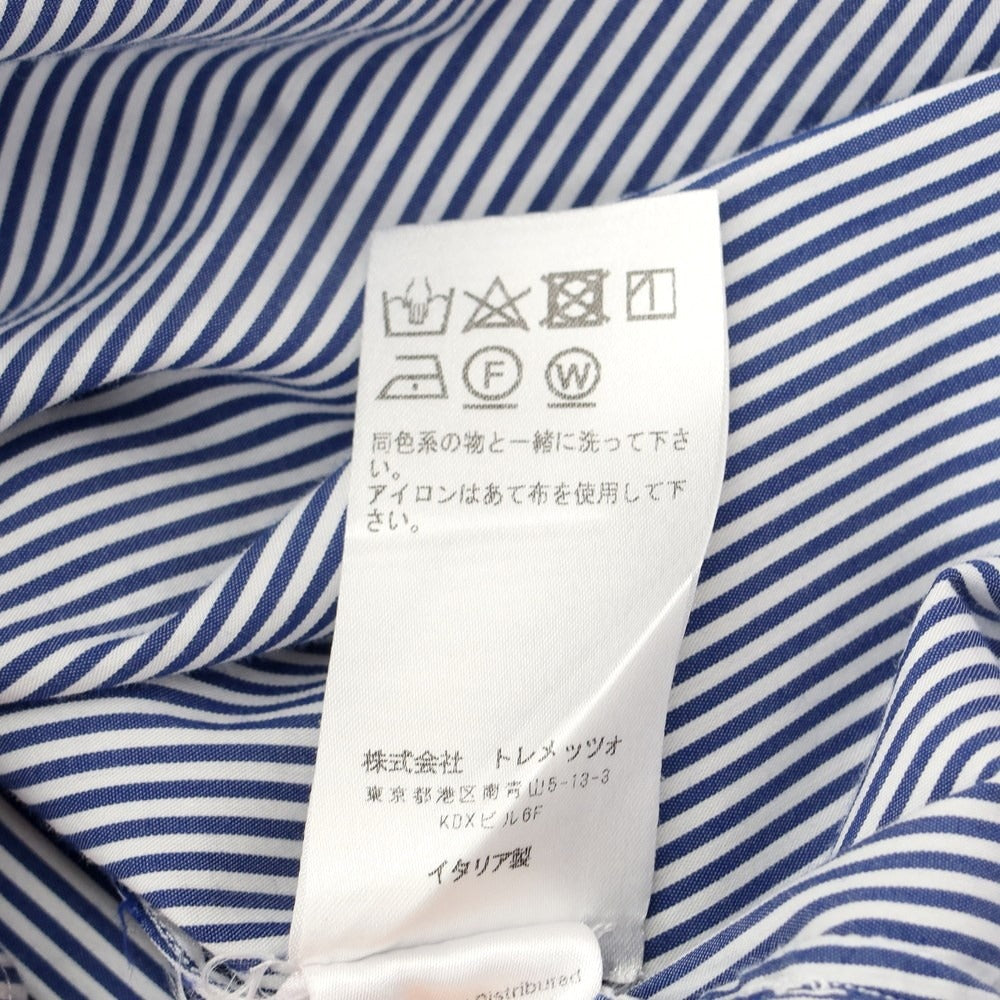 F W
同色系の物と一緒に洗って下さ
い。
アイロンはあて布を使用して下
さい。
株式会社 トレメッツォ
東京都港区南青山5-13-3
KDXビル6F
イタリア製
Distributed